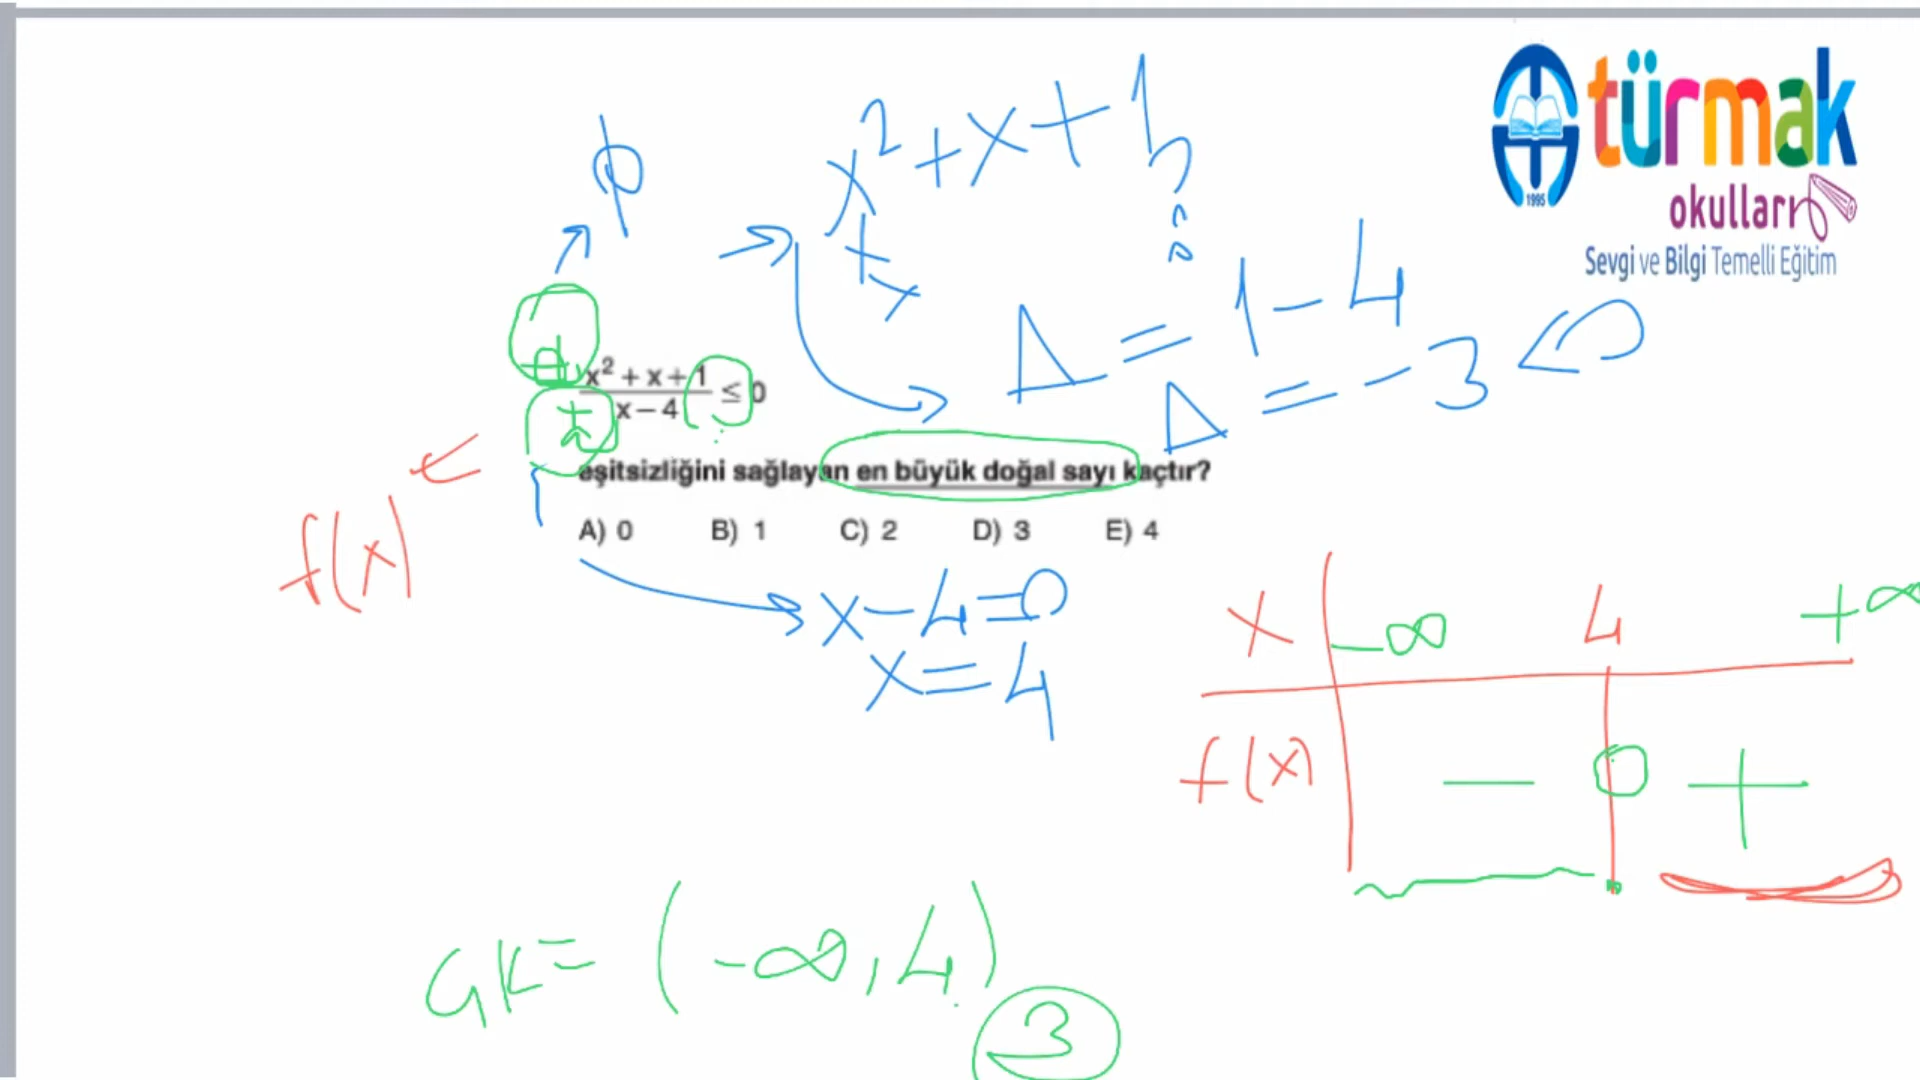 türmak
okulları
1995
Sevgi ve Bilgi Temelli Eğitim
ϕ
x² + x + 1
Δ = 1 - 4
Δ = -3 < 0
x² + x + 1
≤ 0
x - 4
eşitsizliğini sağlayan en büyük doğal sayı kaçtır?
A) 0 B) 1 C) 2 D) 3 E) 4
f(x)
x - 4 = 0
x = 4
x -∞ 4 +∞
f(x) - 0 +
GK = (-∞, 4)
3